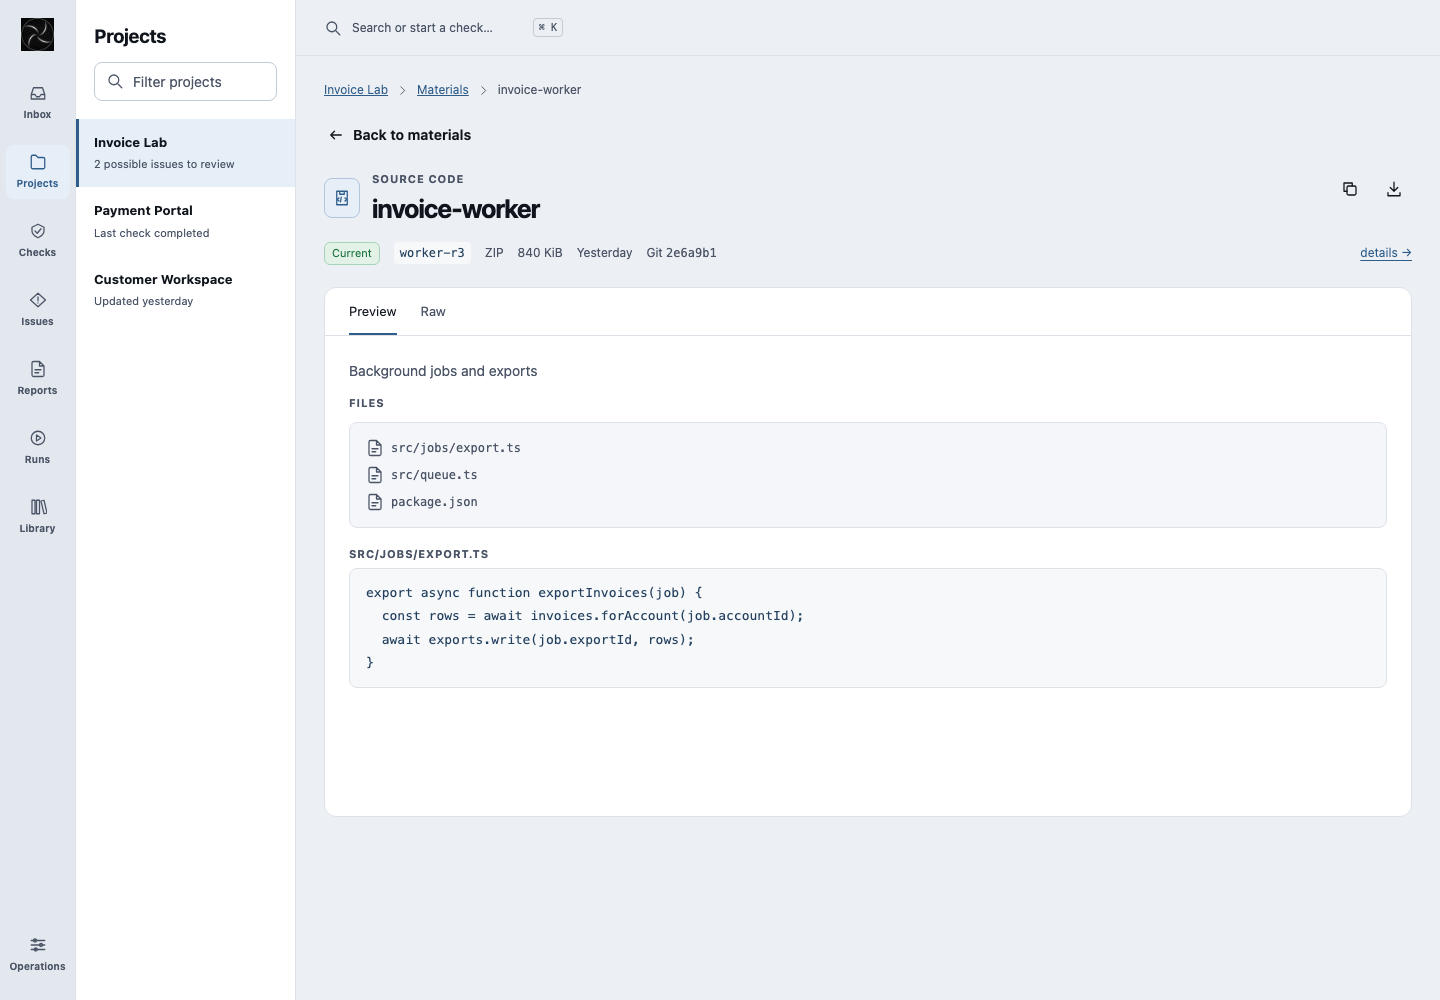 Inbox
Projects
Checks
Issues
Reports
Runs
Library
Operations
Projects
Filter projects
Invoice Lab
2 possible issues to review
Payment Portal
Last check completed
Customer Workspace
Updated yesterday
Search or start a check... ⌘ K
Invoice Lab > Materials > invoice-worker
← Back to materials
SOURCE CODE
invoice-worker
Current worker-r3 ZIP 840 KiB Yesterday Git 2e6a9b1 details →
Preview Raw
Background jobs and exports
FILES
src/jobs/export.ts
src/queue.ts
package.json
SRC/JOBS/EXPORT.TS
export async function exportInvoices(job) {
  const rows = await invoices.forAccount(job.accountId);
  await exports.write(job.exportId, rows);
}